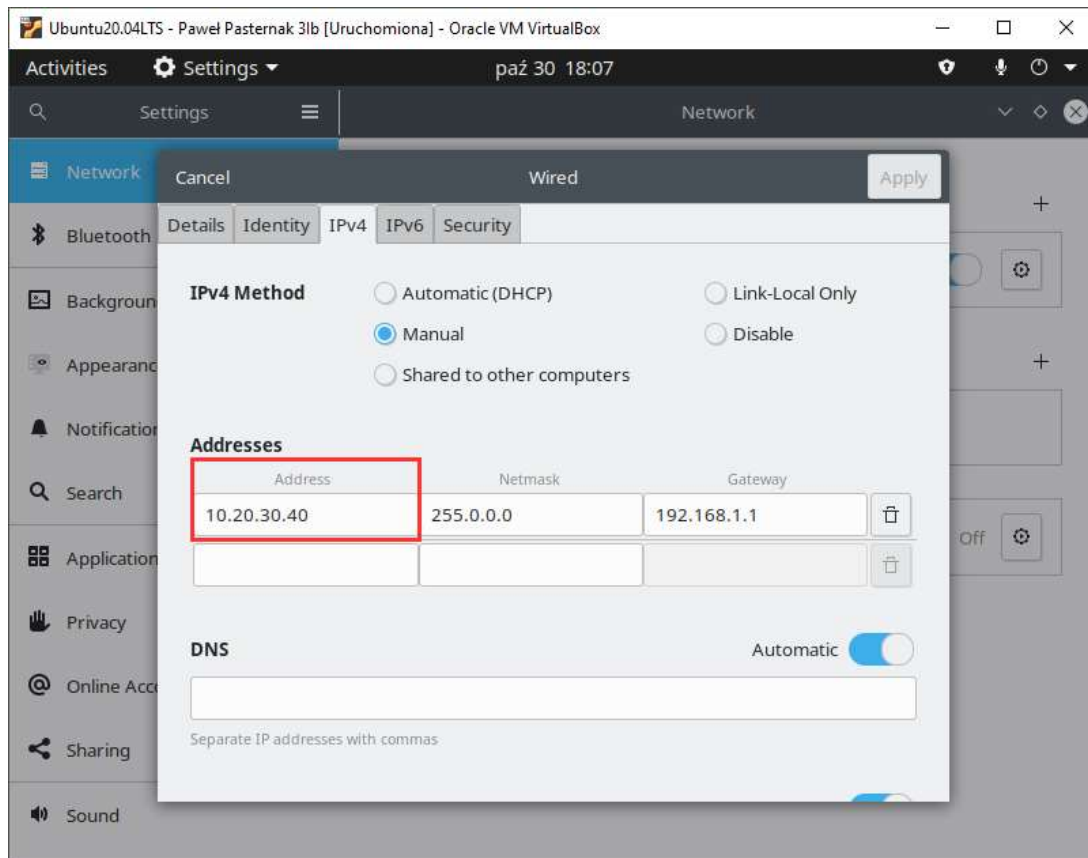 Ubuntu20.04LTS - Paweł Pasternak 3lb [Uruchomiona] - Oracle VM VirtualBox
Activities Settings paź 30 18:07
Settings Network
Network
Bluetooth
Backgroun
Appearanc
Notification
Search
Application
Privacy
Online Acco
Sharing
Sound
Cancel Wired Apply
Details Identity IPv4 IPv6 Security
IPv4 Method Automatic (DHCP) Link-Local Only
Manual Disable
Shared to other computers
Addresses
Address Netmask Gateway
10.20.30.40 255.0.0.0 192.168.1.1
DNS Automatic
Separate IP addresses with commas
Off